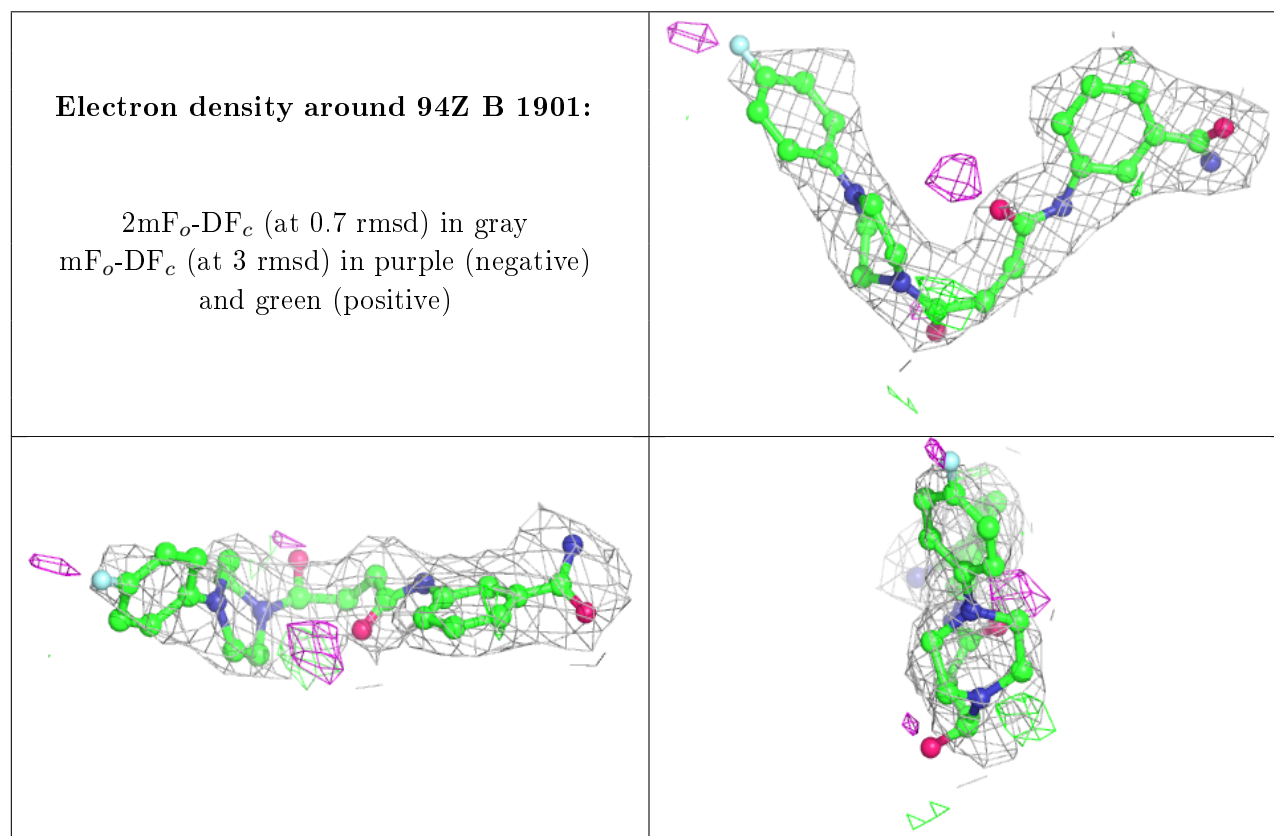 Electron density around 94Z B 1901:
2mFo-DFc (at 0.7 rmsd) in gray
mFo-DFc (at 3 rmsd) in purple (negative)
and green (positive)